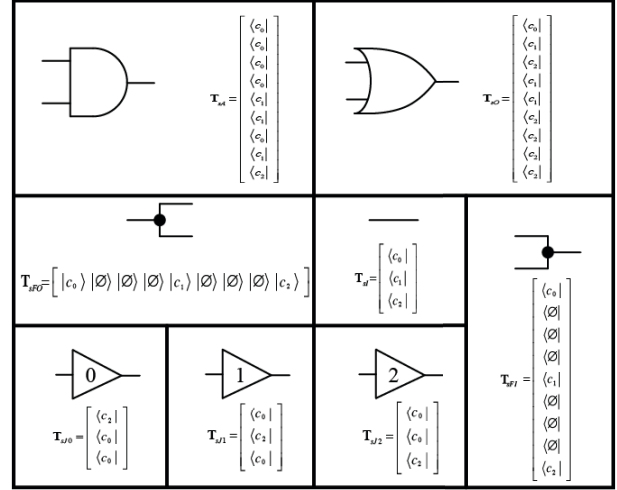 ⟨c₀|
⟨c₀|
⟨c₀|
⟨c₀|
T_sA = ⟨c₁|
⟨c₁|
⟨c₀|
⟨c₁|
⟨c₂|
⟨c₀|
⟨c₁|
⟨c₂|
⟨c₁|
T_sO = ⟨c₁|
⟨c₂|
⟨c₂|
⟨c₂|
⟨c₂|
T_sFO = [ |c₀⟩ |Ø⟩ |Ø⟩ |Ø⟩ |c₁⟩ |Ø⟩ |Ø⟩ |Ø⟩ |c₂⟩ ]
⟨c₀|
T_sI = ⟨c₁|
⟨c₂|
⟨c₀|
⟨Ø|
⟨Ø|
⟨Ø|
T_sFI = ⟨c₁|
⟨Ø|
⟨Ø|
⟨Ø|
⟨c₂|
0
⟨c₂|
T_sJ0 = ⟨c₀|
⟨c₀|
1
⟨c₀|
T_sJ1 = ⟨c₂|
⟨c₀|
2
⟨c₀|
T_sJ2 = ⟨c₀|
⟨c₂|